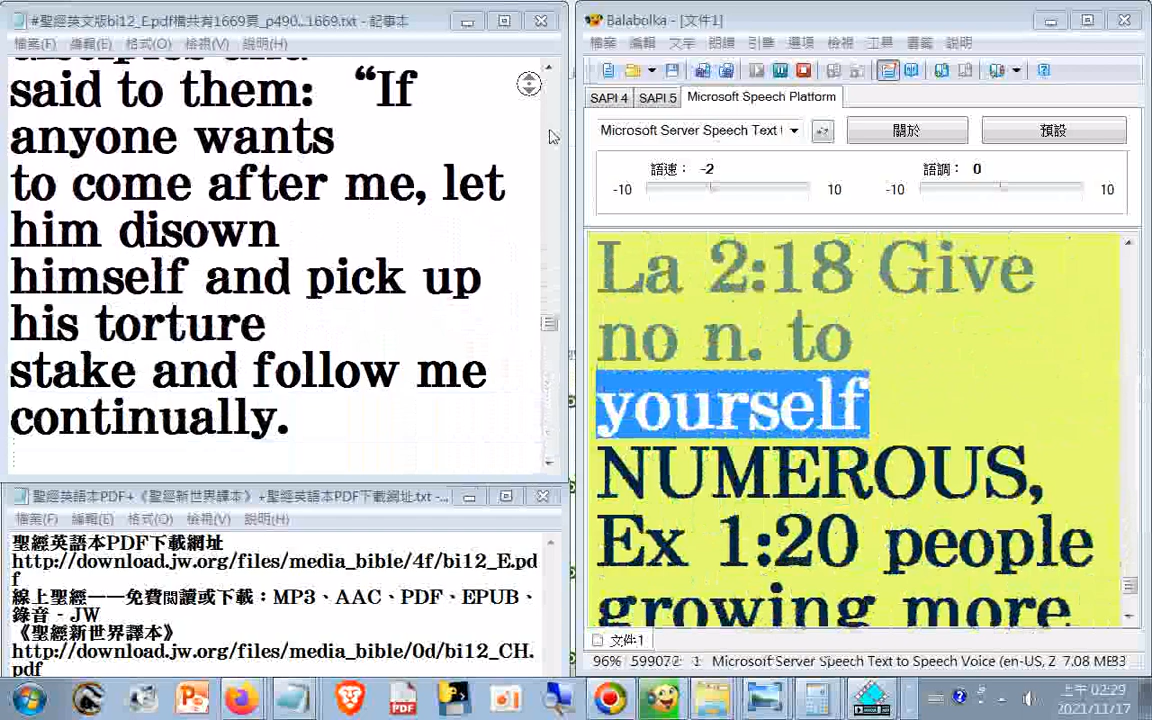 #聖經英文版bi12_E.pdf檔共有1669頁_p490...1669.txt - 記事本
檔案(F) 編輯(E) 格式(O) 檢視(V) 說明(H)
said to them: “If
anyone wants
to come after me, let
him disown
himself and pick up
his torture
stake and follow me
continually.
聖經英語本PDF+《聖經新世界譯本》+聖經英語本PDF下載網址.txt -...
檔案(F) 編輯(E) 格式(O) 檢視(V) 說明(H)
聖經英語本PDF下載網址
http://download.jw.org/files/media_bible/4f/bi12_E.pd
f
線上聖經——免費閱讀或下載：MP3、AAC、PDF、EPUB、
錄音 - JW
《聖經新世界譯本》
http://download.jw.org/files/media_bible/0d/bi12_CH.
pdf
Balabolka - [文件1]
檔案 編輯 文字 朗讀 引擎 選項 檢視 工具 書籤 說明
SAPI 4 SAPI 5 Microsoft Speech Platform
Microsoft Server Speech Text 關於 預設
語速： -2 語調： 0
-10 10 -10 10
La 2:18 Give
no n. to
yourself
NUMEROUS,
Ex 1:20 people
growing more
文件1
96% 599072: 1 Microsoft Server Speech Text to Speech Voice (en-US, Z 7.08 MB
上午 02:29
2021/11/17